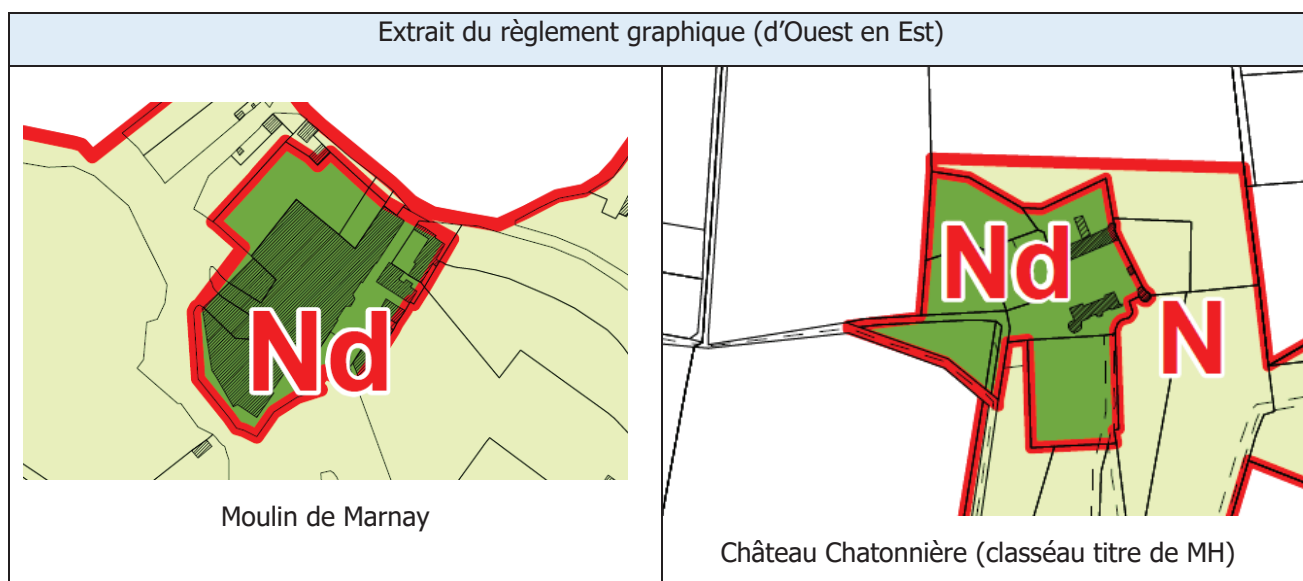 Extrait du règlement graphique (d'Ouest en Est)
Nd
Moulin de Marnay
Nd
N
Château Chatonnière (classéau titre de MH)